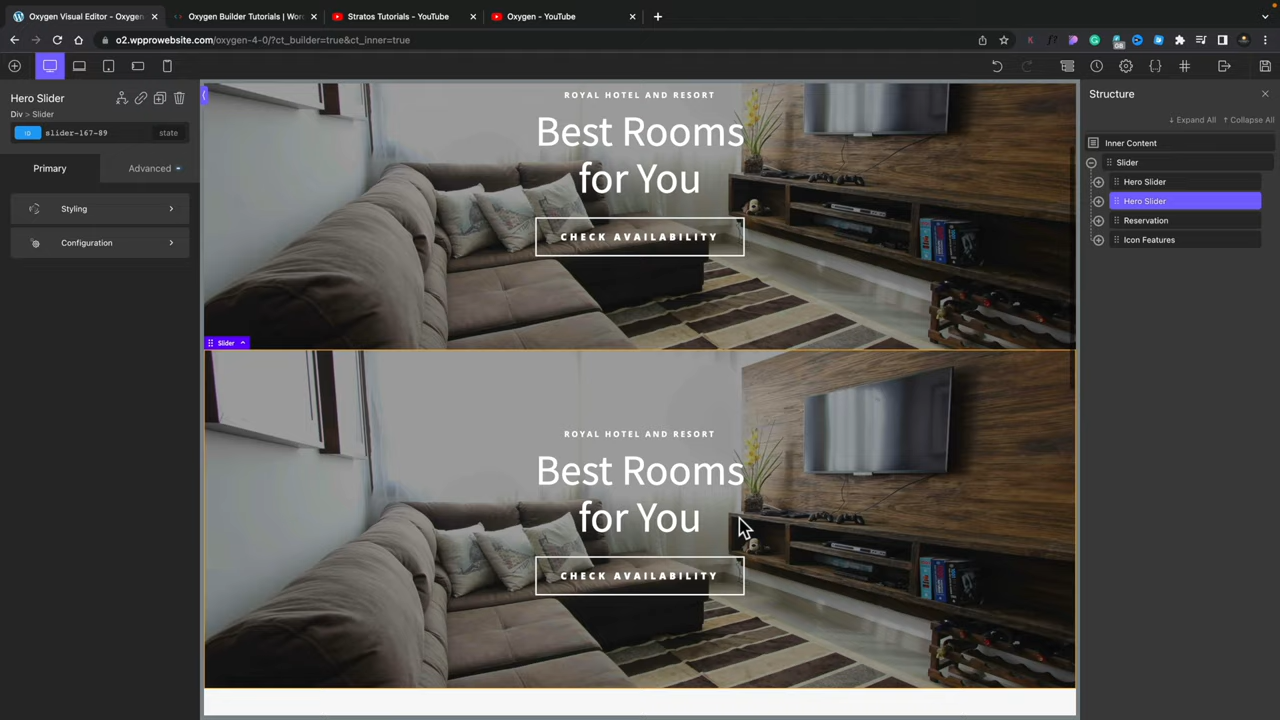 Oxygen Visual Editor - Oxygen
Oxygen Builder Tutorials | Wor
Stratos Tutorials - YouTube
Oxygen - YouTube
o2.wpprowebsite.com/oxygen-4-0/?ct_builder=true&ct_inner=true
Hero Slider
Div > Slider
ID slider-167-89 state
Primary Advanced
Styling
Configuration
ROYAL HOTEL AND RESORT
Best Rooms
for You
CHECK AVAILABILITY
Slider
ROYAL HOTEL AND RESORT
Best Rooms
for You
CHECK AVAILABILITY
Structure
Expand All Collapse All
Inner Content
Slider
Hero Slider
Hero Slider
Reservation
Icon Features